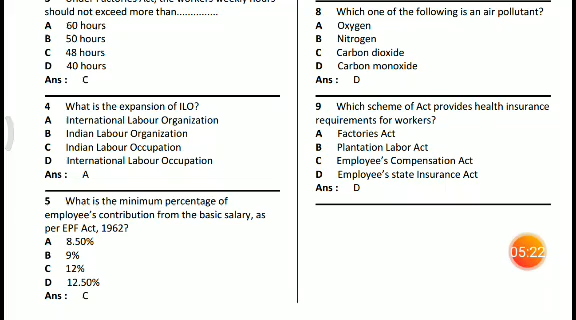 should not exceed more than...............
A 60 hours
B 50 hours
C 48 hours
D 40 hours
Ans : C
4 What is the expansion of ILO?
A International Labour Organization
B Indian Labour Organization
C Indian Labour Occupation
D International Labour Occupation
Ans : A
5 What is the minimum percentage of
employee's contribution from the basic salary, as
per EPF Act, 1962?
A 8.50%
B 9%
C 12%
D 12.50%
Ans : C
8 Which one of the following is an air pollutant?
A Oxygen
B Nitrogen
C Carbon dioxide
D Carbon monoxide
Ans : D
9 Which scheme of Act provides health insurance
requirements for workers?
A Factories Act
B Plantation Labor Act
C Employee's Compensation Act
D Employee's state Insurance Act
Ans : D
05:22